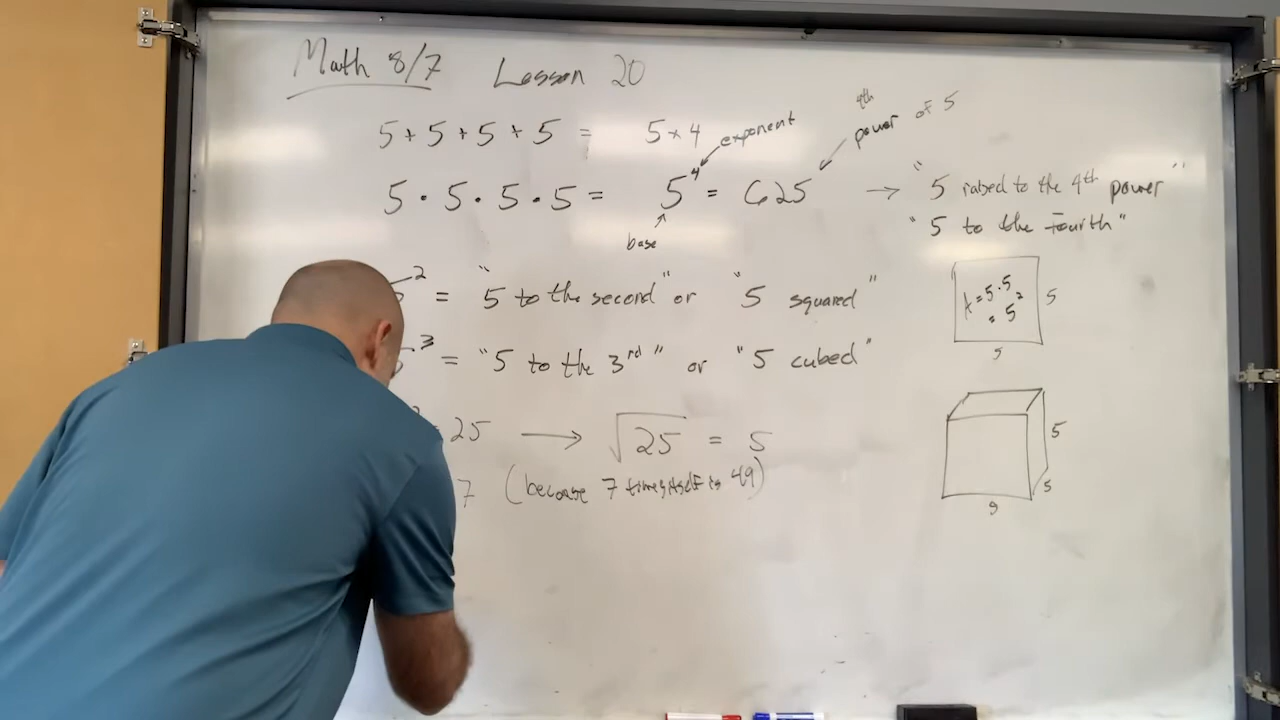 Math 8/7 Lesson 20
5 + 5 + 5 + 5 = 5 × 4
exponent
4th power of 5
5 · 5 · 5 · 5 = 5⁴ = 625 → "5 raised to the 4th power"
"5 to the fourth"
base
² = "5 to the second" or "5 squared"
A = 5·5
= 5²
5
5
³ = "5 to the 3rd" or "5 cubed"
= 25 → √25 = 5
7 (because 7 times itself is 49)
5
5